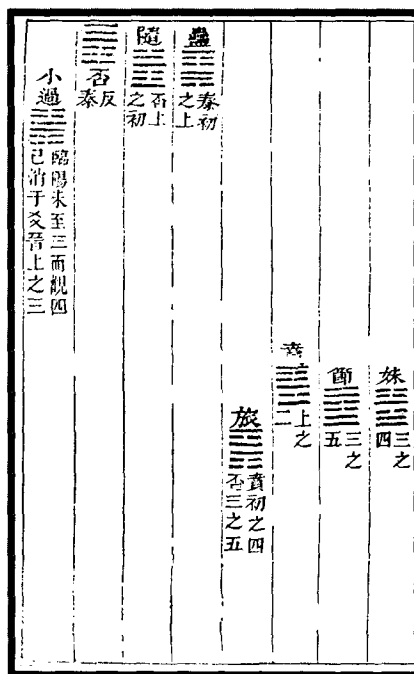 妹
三之
四
節
三之
五
賁
上之
二
旅
賁初之四
否三之五
蠱
泰初
之上
隨
否上
之初
否
反
泰
小過
臨陽未至三而觀四
已消于爻晉上之三